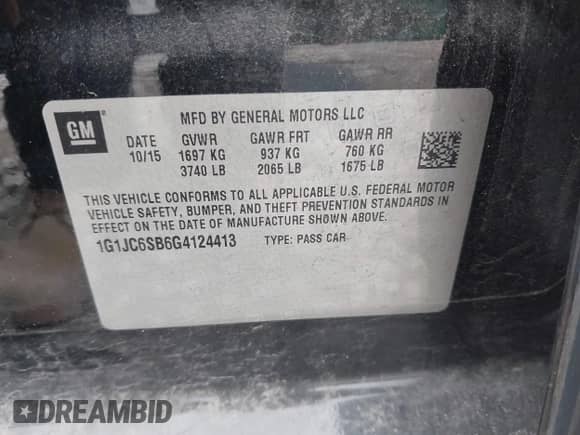 MFD BY GENERAL MOTORS LLC
GM
DATE GVWR GAWR FRT GAWR RR
10/15 1697 KG 937 KG 760 KG
3740 LB 2065 LB 1675 LB
THIS VEHICLE CONFORMS TO ALL APPLICABLE U.S. FEDERAL MOTOR
VEHICLE SAFETY, BUMPER, AND THEFT PREVENTION STANDARDS IN
EFFECT ON THE DATE OF MANUFACTURE SHOWN ABOVE.
1G1JC6SB6G4124413 TYPE: PASS CAR
DREAMBID